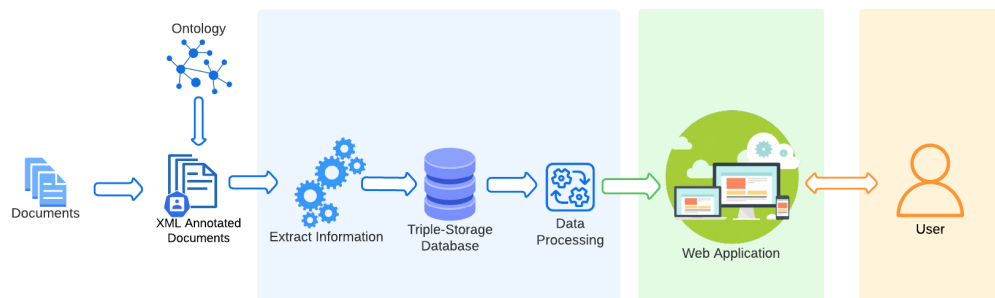 Ontology
Documents
XML Annotated
Documents
Extract Information
Triple-Storage
Database
Data
Processing
Web Application
User